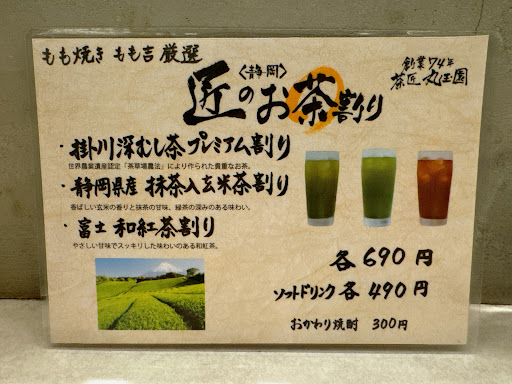 もも焼き もも吉 厳選
〈静岡〉
匠のお茶割り
創業74年
茶匠 丸玉園
・掛川深むし茶プレミアム割り
世界農業遺産認定「茶草場農法」により作られた貴重なお茶。
・静岡県産 抹茶入玄米茶割り
香ばしい玄米の香りと抹茶の甘味、緑茶の深みのある味わい。
・富士 和紅茶割り
やさしい甘味でスッキリした味わいのある和紅茶。
各690円
ソフトドリンク 各490円
おかわり焼酎 300円